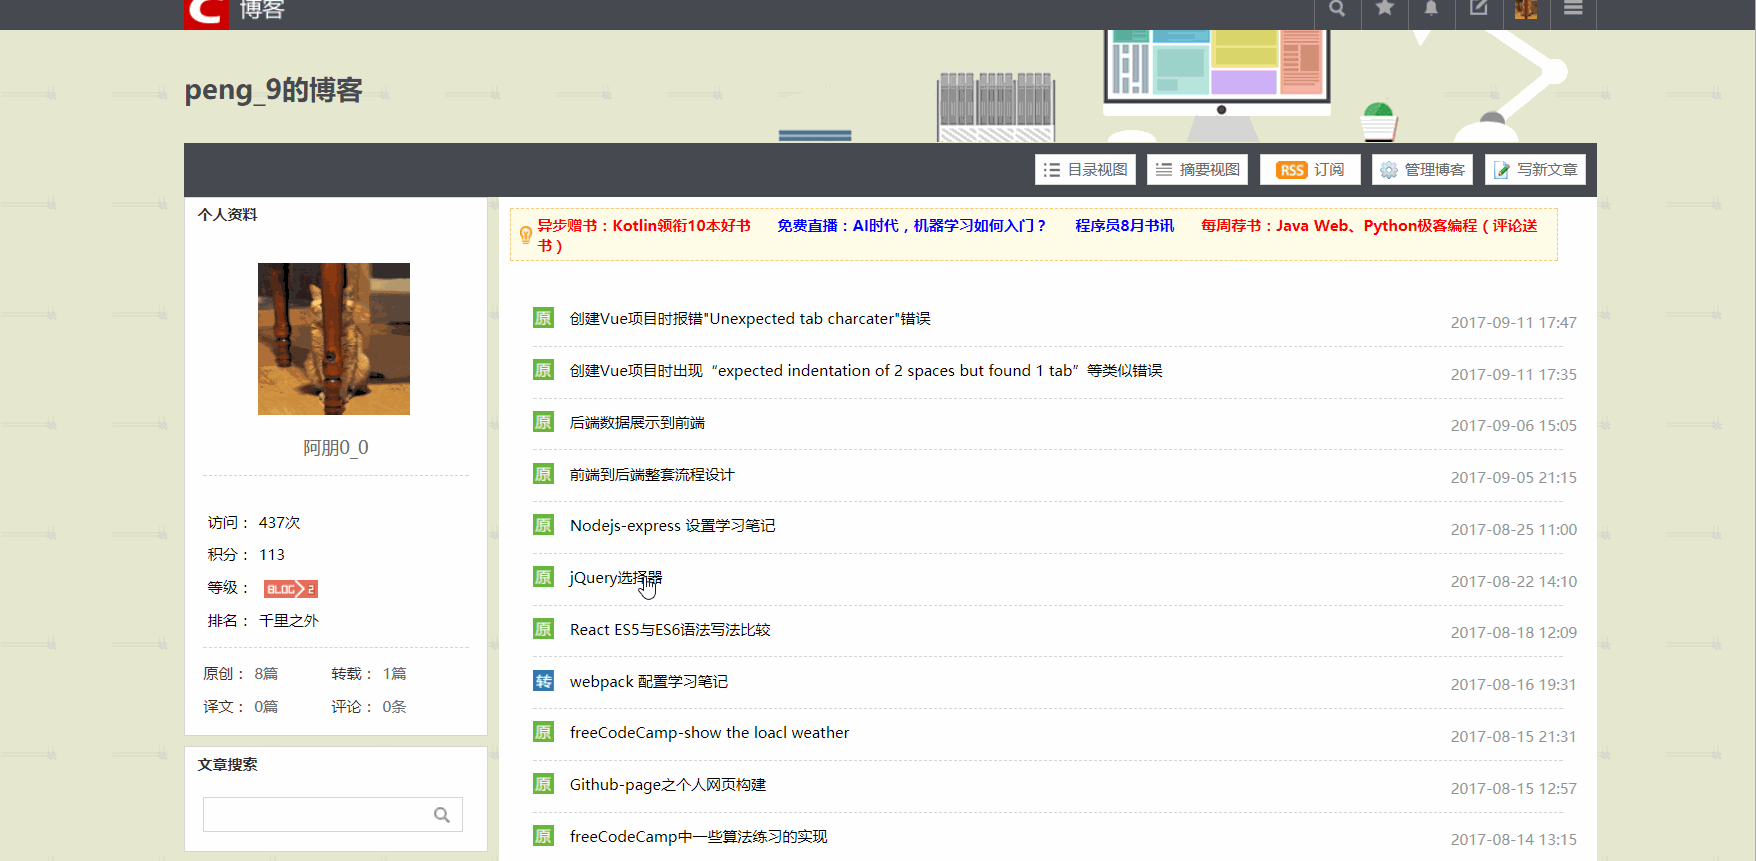 C 博客
peng_9的博客
目录视图 摘要视图 RSS 订阅 管理博客 写新文章
个人资料
阿朋0_0
访问： 437次
积分： 113
等级： BLOG 2
排名： 千里之外
原创： 8篇 转载： 1篇
译文： 0篇 评论： 0条
文章搜索
异步赠书：Kotlin领衔10本好书 免费直播：AI时代，机器学习如何入门？ 程序员8月书讯 每周荐书：Java Web、Python极客编程（评论送
书）
原 创建Vue项目时报错"Unexpected tab charcater"错误 2017-09-11 17:47
原 创建Vue项目时出现“expected indentation of 2 spaces but found 1 tab”等类似错误 2017-09-11 17:35
原 后端数据展示到前端 2017-09-06 15:05
原 前端到后端整套流程设计 2017-09-05 21:15
原 Nodejs-express 设置学习笔记 2017-08-25 11:00
原 jQuery选择器 2017-08-22 14:10
原 React ES5与ES6语法写法比较 2017-08-18 12:09
转 webpack 配置学习笔记 2017-08-16 19:31
原 freeCodeCamp-show the loacl weather 2017-08-15 21:31
原 Github-page之个人网页构建 2017-08-15 12:57
原 freeCodeCamp中一些算法练习的实现 2017-08-14 13:15